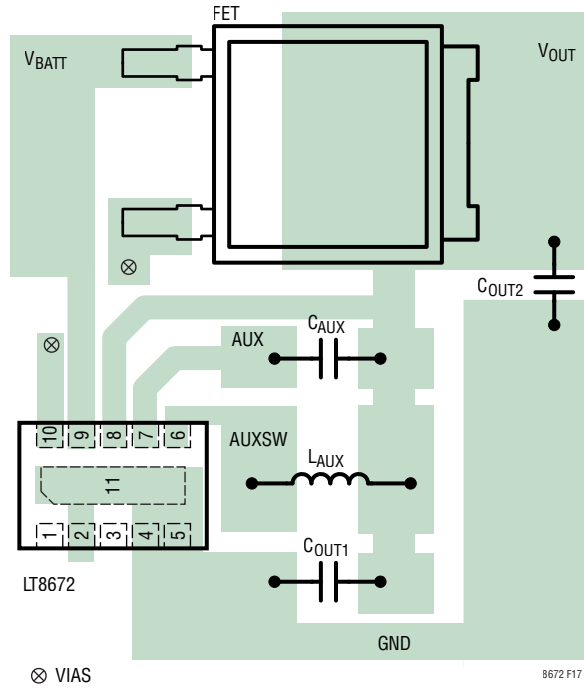 FET
VBATT
VOUT
COUT2
AUX
CAUX
10 9 8 7 6
AUXSW
LAUX
11
COUT1
1 2 3 4 5
LT8672
GND
⊗ VIAS
8672 F17